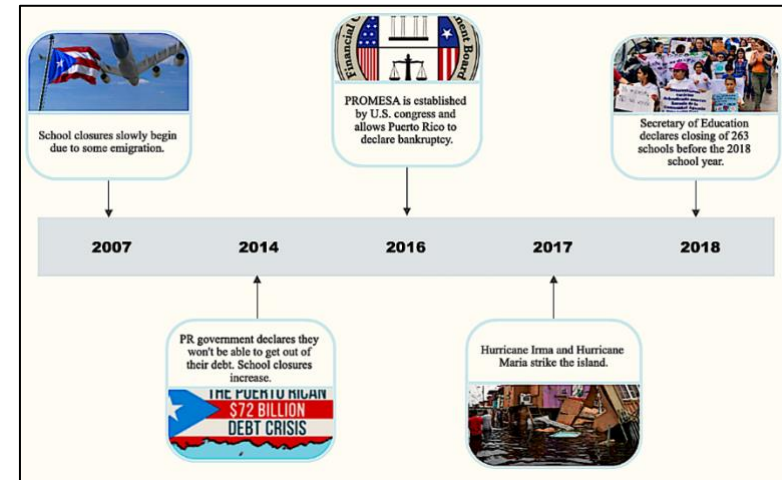 Financial
ment Board
School closures slowly begin
due to some emigration.
PROMESA is established
by U.S. congress and
allows Puerto Rico to
declare bankruptcy.
Secretary of Education
declares closing of 263
schools before the 2018
school year.
2007 2014 2016 2017 2018
PR government declares they
won't be able to get out of
their debt. School closures
increase.
THE PUERTO RICAN
$72 BILLION
DEBT CRISIS
Hurricane Irma and Hurricane
Maria strike the island.